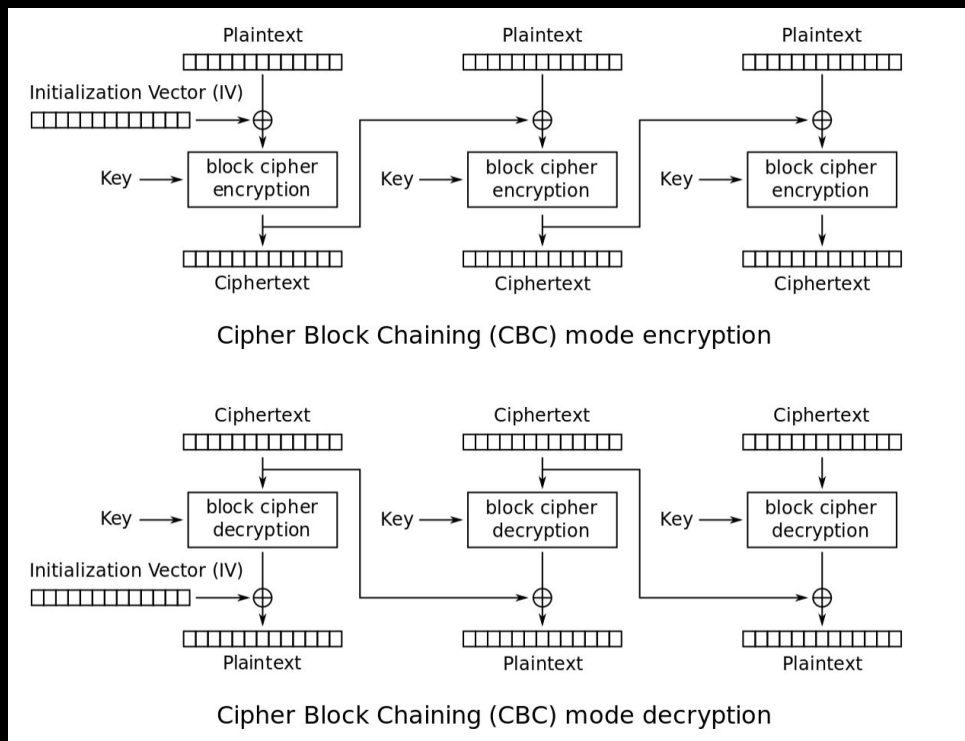 Plaintext Plaintext Plaintext
Initialization Vector (IV)
Key block cipher encryption Key block cipher encryption Key block cipher encryption
Ciphertext Ciphertext Ciphertext
Cipher Block Chaining (CBC) mode encryption
Ciphertext Ciphertext Ciphertext
Key block cipher decryption Key block cipher decryption Key block cipher decryption
Initialization Vector (IV)
Plaintext Plaintext Plaintext
Cipher Block Chaining (CBC) mode decryption